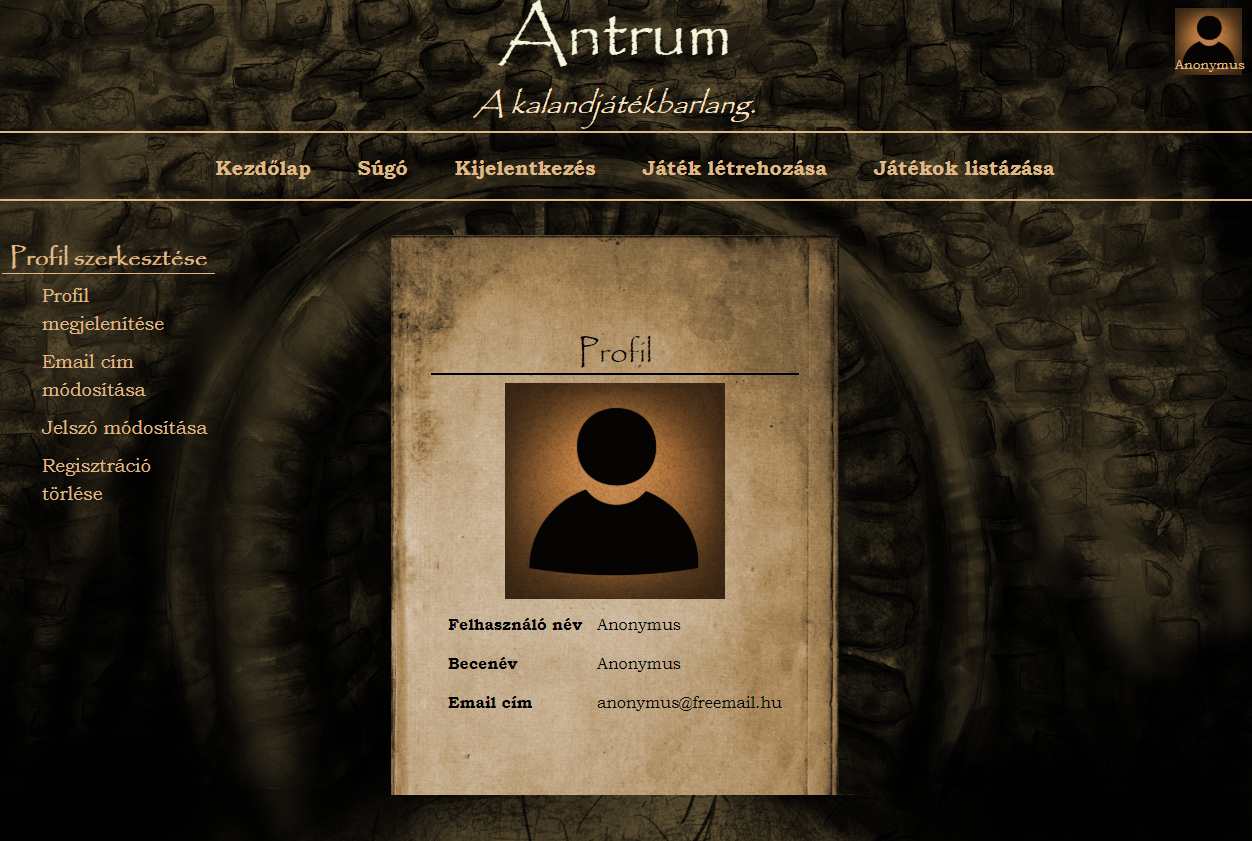 Antrum
Anonymus
A kalandjátékbarlang.
Kezdőlap Súgó Kijelentkezés Játék létrehozása Játékok listázása
Profil szerkesztése
Profil
megjelenítése
Email cím
módosítása
Jelszó módosítása
Regisztráció
törlése
Profil
Felhasználó név Anonymus
Becenév Anonymus
Email cím anonymus@freemail.hu